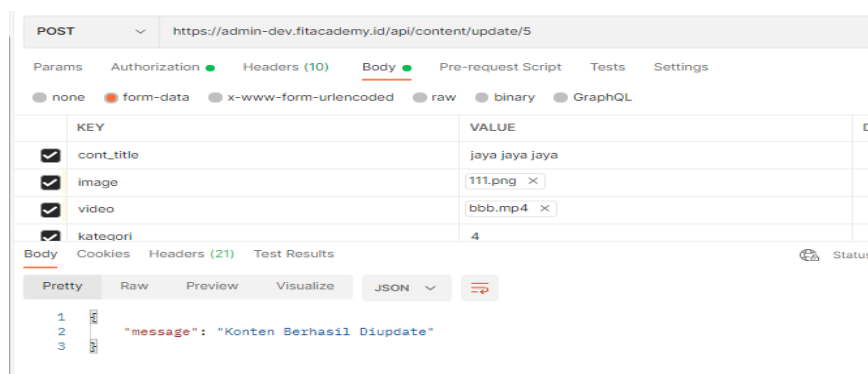 POST https://admin-dev.fitacademy.id/api/content/update/5
Params Authorization Headers (10) Body Pre-request Script Tests Settings
none form-data x-www-form-urlencoded raw binary GraphQL
KEY VALUE D
cont_title jaya jaya jaya
image 111.png ×
video bbb.mp4 ×
kategori 4
Body Cookies Headers (21) Test Results Status
Pretty Raw Preview Visualize JSON
1 {
2 "message": "Konten Berhasil Diupdate"
3 }